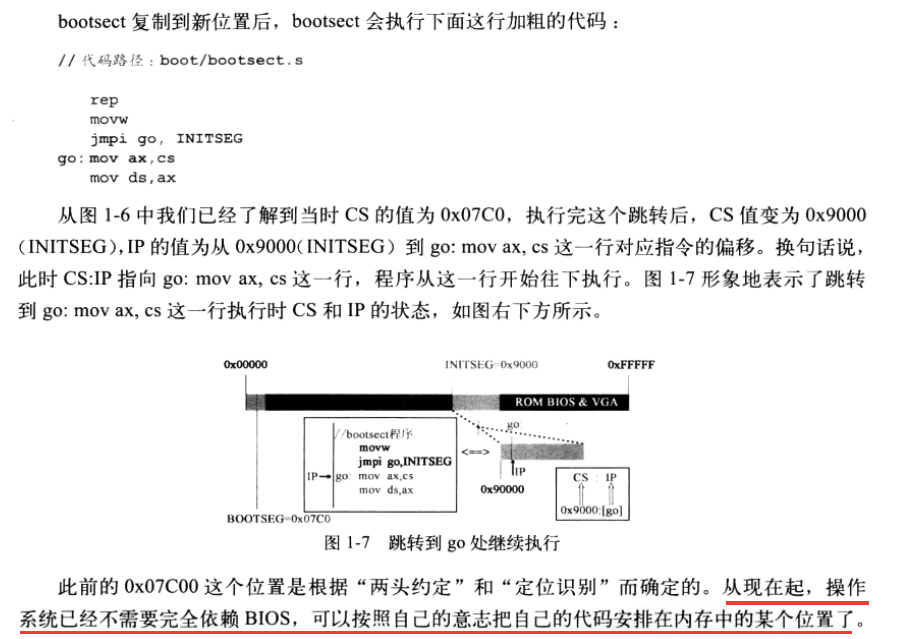 bootsect 复制到新位置后，bootsect 会执行下面这行加粗的代码：
// 代码路径：boot/bootsect.s
rep
movw
jmpi go, INITSEG
go: mov ax,cs
mov ds,ax
从图 1-6 中我们已经了解到当时 CS 的值为 0x07C0，执行完这个跳转后，CS 值变为 0x9000
（INITSEG），IP 的值为从 0x9000（INITSEG）到 go: mov ax, cs 这一行对应指令的偏移。换句话说，
此时 CS:IP 指向 go: mov ax, cs 这一行，程序从这一行开始往下执行。图 1-7 形象地表示了跳转
到 go: mov ax, cs 这一行执行时 CS 和 IP 的状态，如图右下方所示。
0x00000 INITSEG=0x9000 0xFFFFF
ROM BIOS & VGA
//bootsect程序
movw
jmpi go,INITSEG
IP→ go: mov ax,cs
mov ds,ax
<==>
go
IP
0x90000
CS : IP
0x9000:[go]
BOOTSEG=0x07C0
图 1-7 跳转到 go 处继续执行
此前的 0x07C00 这个位置是根据“两头约定”和“定位识别”而确定的。从现在起，操作
系统已经不需要完全依赖 BIOS，可以按照自己的意志把自己的代码安排在内存中的某个位置了。